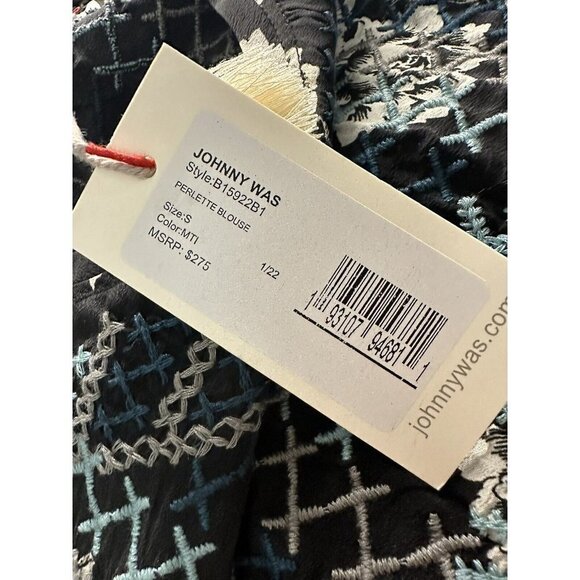 JOHNNY WAS
Style:B15922B1
PERLETTE BLOUSE
Size:S
Color:MTI
MSRP: $275
1/22
1 93107 94681 1
johnnywas.com